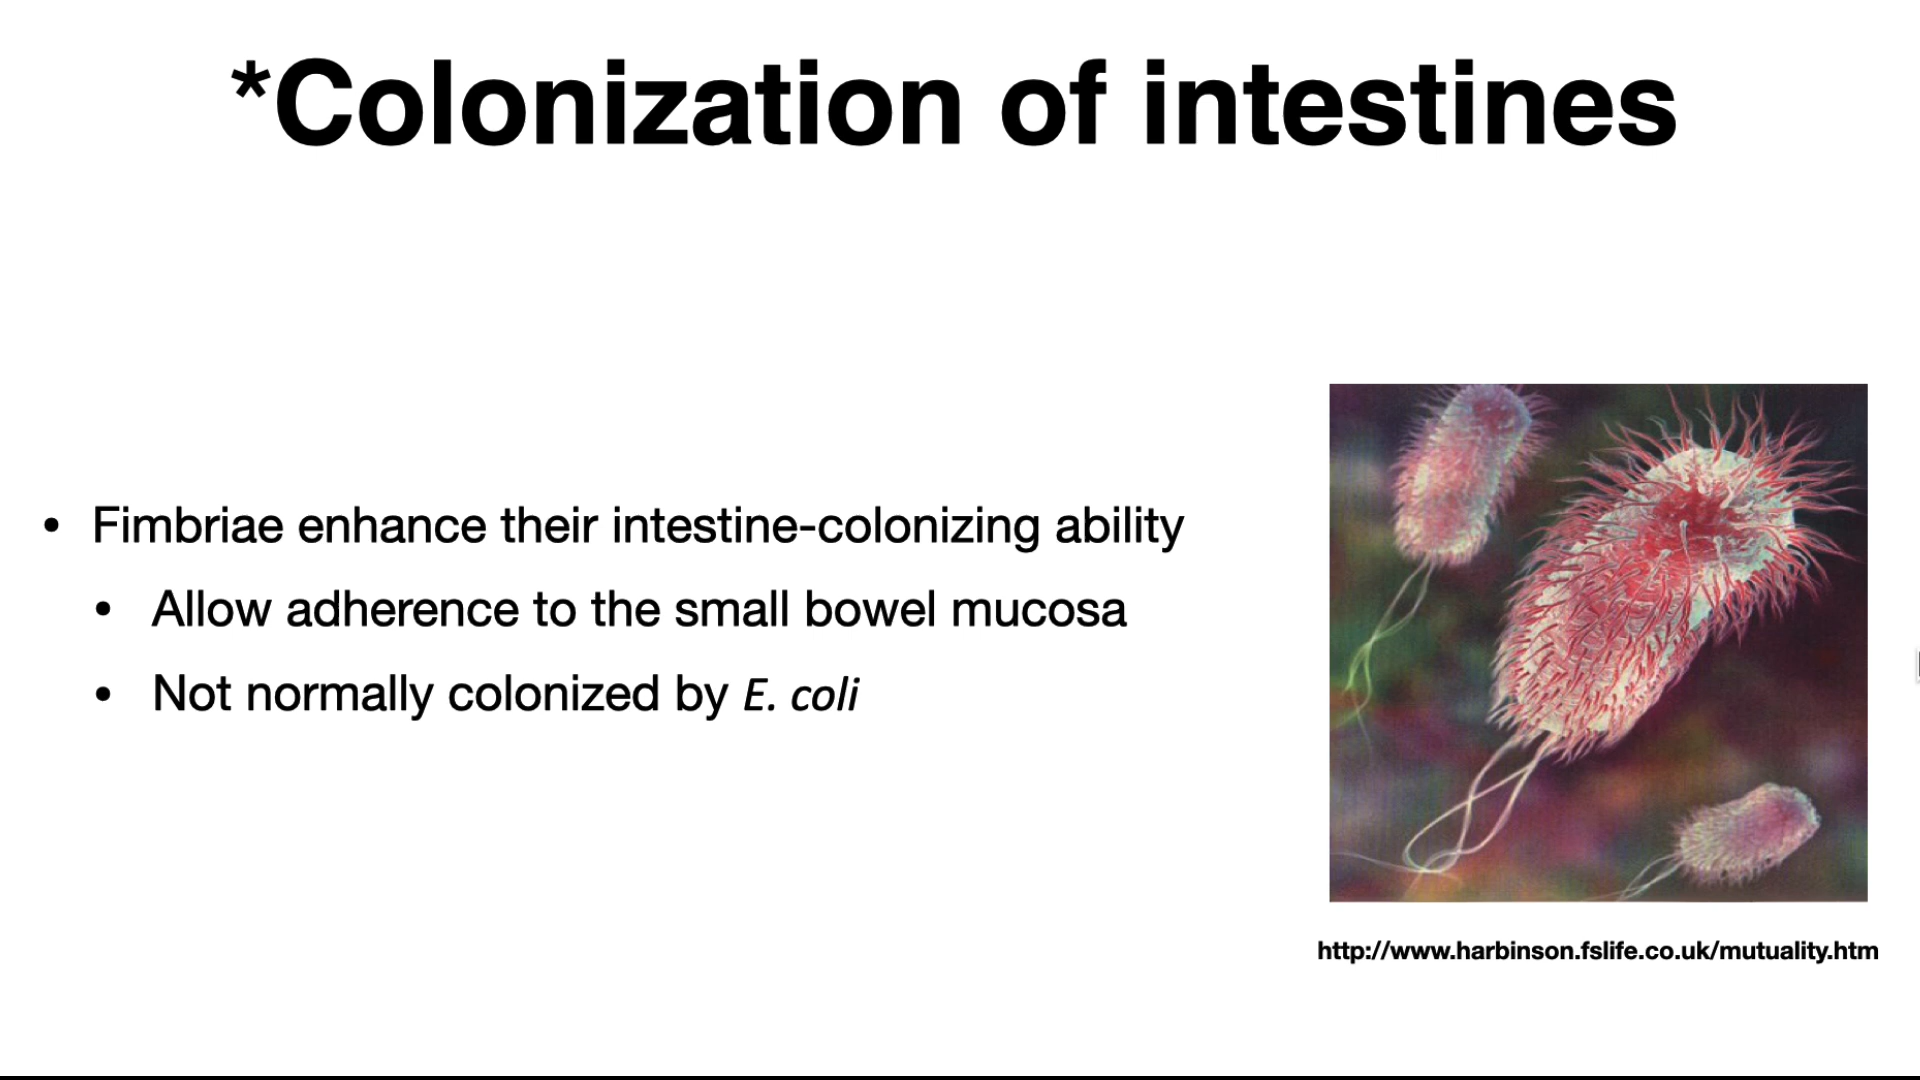 *Colonization of intestines
• Fimbriae enhance their intestine-colonizing ability
• Allow adherence to the small bowel mucosa
• Not normally colonized by E. coli
http://www.harbinson.fslife.co.uk/mutuality.htm